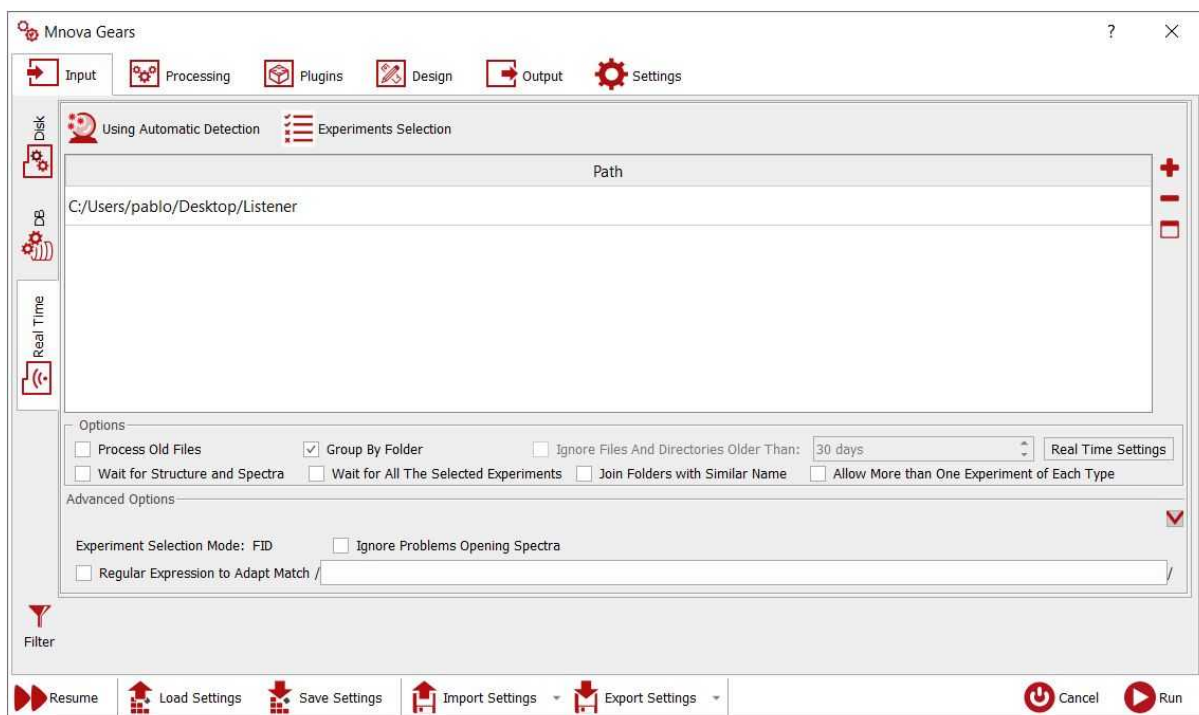 Mnova Gears ?
Input Processing Plugins Design Output Settings
Disk
DB
Real Time
Filter
Using Automatic Detection Experiments Selection
Path
C:/Users/pablo/Desktop/Listener
Options
Process Old Files Group By Folder Ignore Files And Directories Older Than: 30 days Real Time Settings
Wait for Structure and Spectra Wait for All The Selected Experiments Join Folders with Similar Name Allow More than One Experiment of Each Type
Advanced Options
Experiment Selection Mode: FID Ignore Problems Opening Spectra
Regular Expression to Adapt Match / /
Resume Load Settings Save Settings Import Settings Export Settings Cancel Run